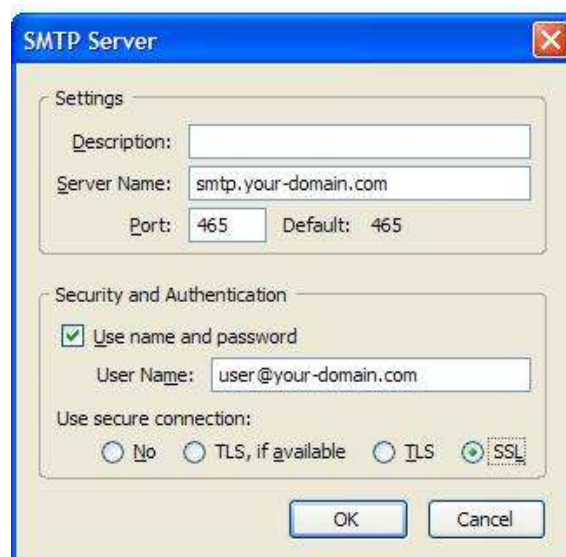 SMTP Server
Settings
Description:
Server Name: smtp.your-domain.com
Port: 465 Default: 465
Security and Authentication
Use name and password
User Name: user@your-domain.com
Use secure connection:
No TLS, if available TLS SSL
OK Cancel